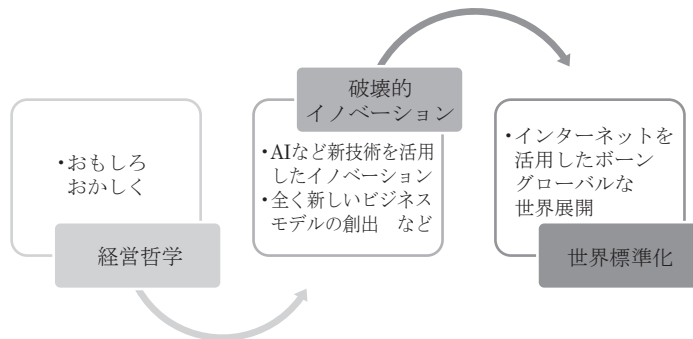 ・おもしろ
おかしく
経営哲学
破壊的
イノベーション
・AIなど新技術を活用
したイノベーション
・全く新しいビジネス
モデルの創出　など
・インターネットを
活用したボーン
グローバルな
世界展開
世界標準化